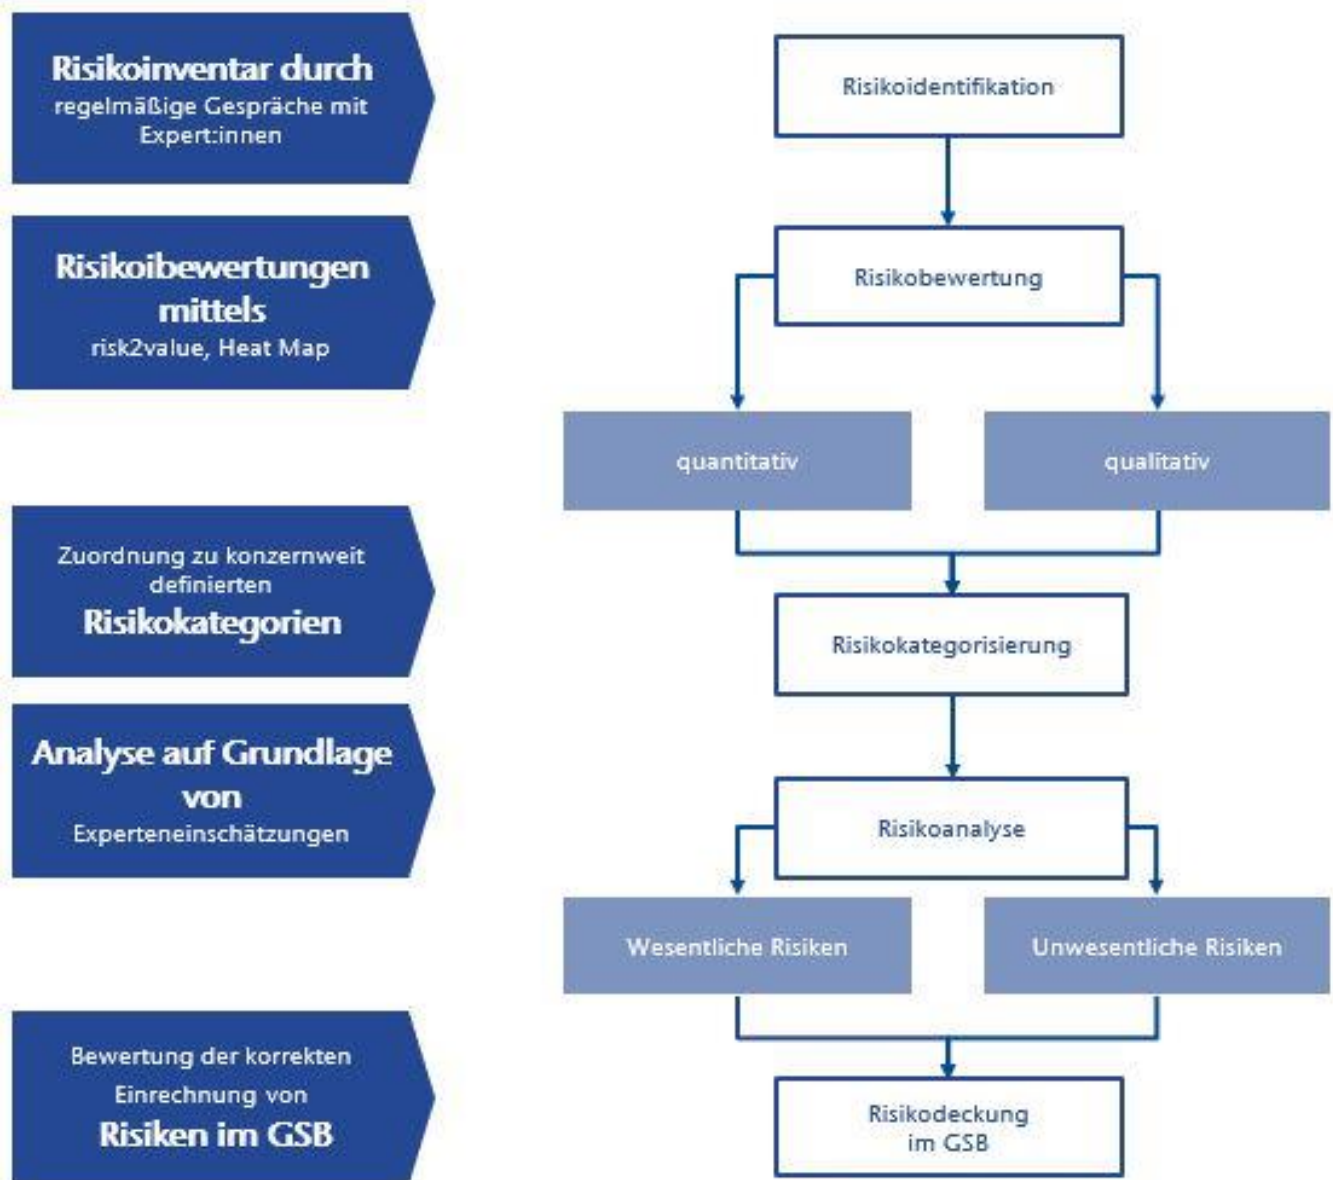 Risikoinventar durch
regelmäßige Gespräche mit
Expert:innen
Risikoidentifikation
Risikoibewertungen
mittels
risk2value, Heat Map
Risikobewertung
quantitativ
qualitativ
Zuordnung zu konzernweit
definierten
Risikokategorien
Risikokategorisierung
Analyse auf Grundlage
von
Experteneinschätzungen
Risikoanalyse
Wesentliche Risiken
Unwesentliche Risiken
Bewertung der korrekten
Einrechnung von
Risiken im GSB
Risikodeckung
im GSB